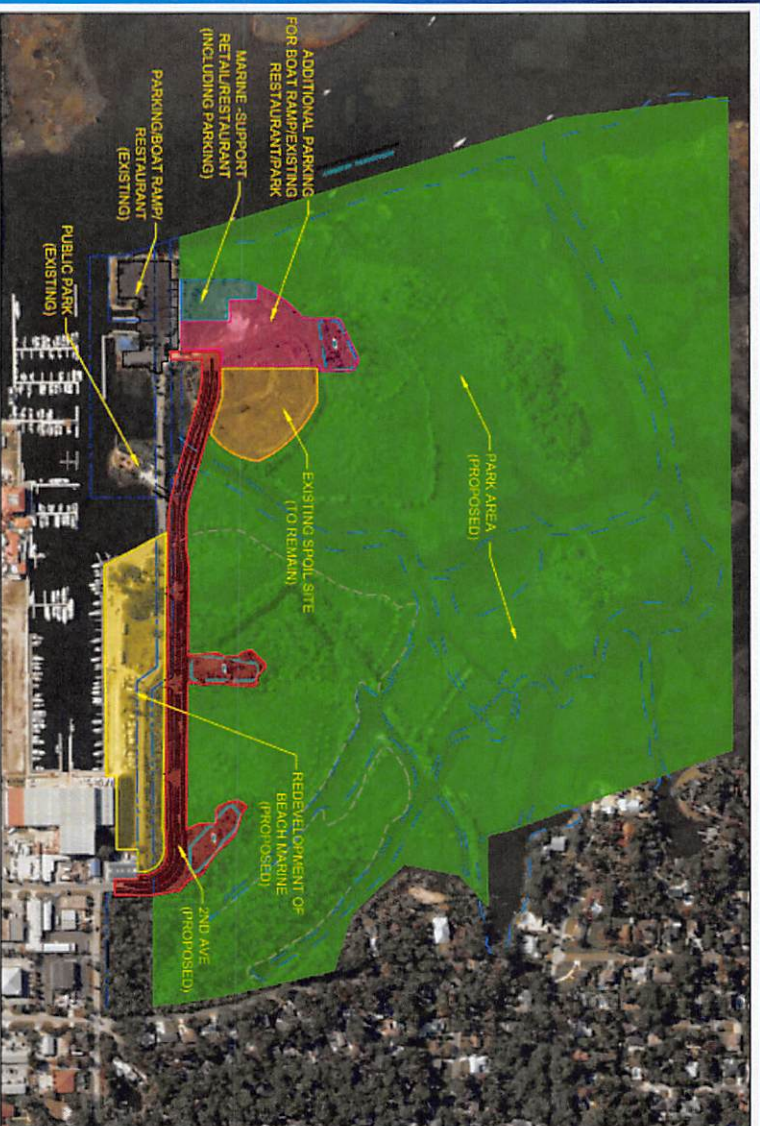 ADDITIONAL PARKING
FOR BOAT RAMP/EXISTING
RESTAURANT/PARK
MARINE -SUPPORT
RETAIL/RESTAURANT
(INCLUDING PARKING)
PARKING/BOAT RAMP/
RESTAURANT
(EXISTING)
PUBLIC PARK
(EXISTING)
PARK AREA
(PROPOSED)
EXISTING SPOIL SITE
(TO REMAIN)
REDEVELOPMENT OF
BEACH MARINE
(PROPOSED)
2ND AVE
(PROPOSED)